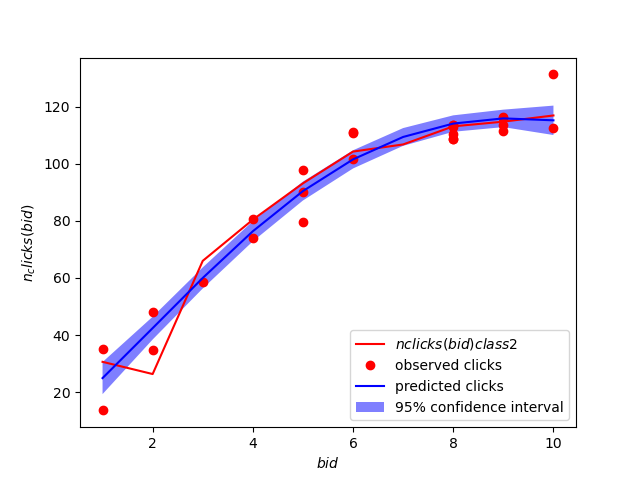 120
100
80
60
40
20
n_clicks(bid)
2
4
6
8
10
bid
nclicks(bid)class2
observed clicks
predicted clicks
95% confidence interval